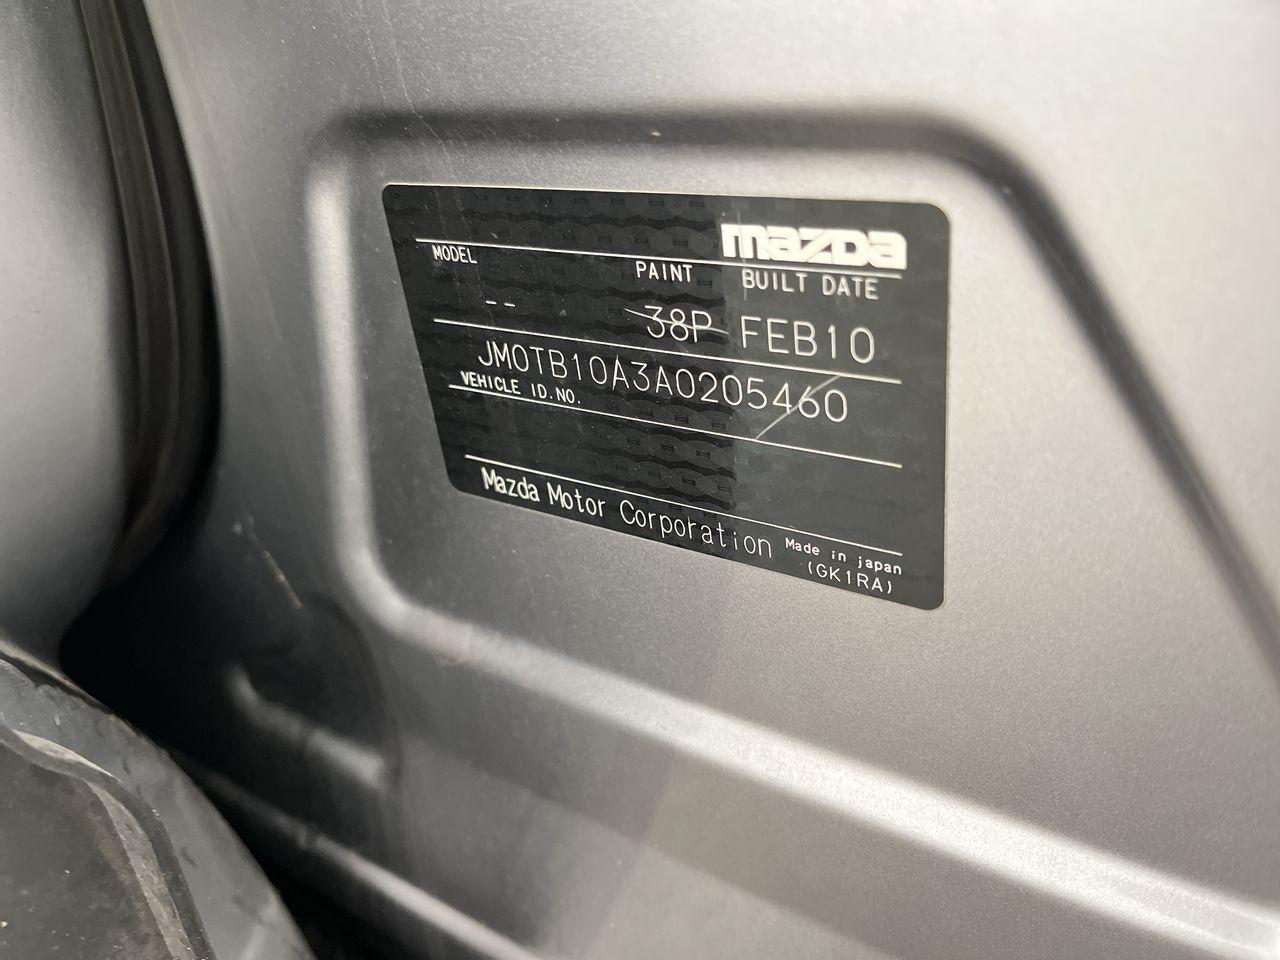 mazda
MODEL PAINT BUILT DATE
-- 38P FEB10
JM0TB10A3A0205460
VEHICLE ID.NO.
Mazda Motor Corporation Made in japan
(GK1RA)